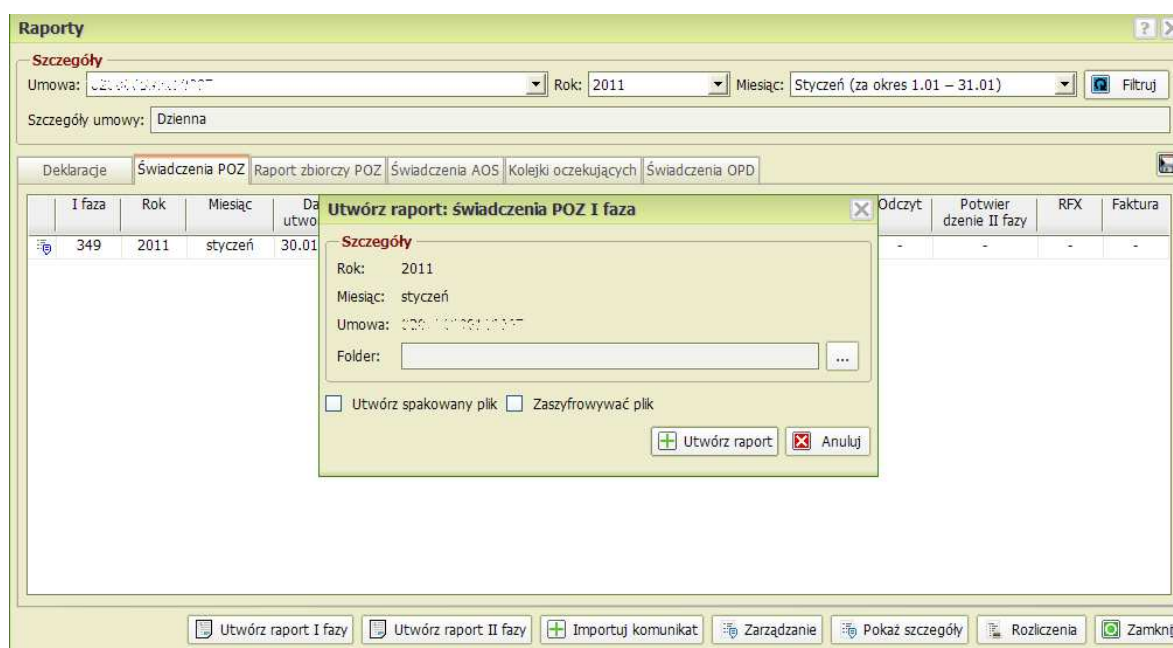 Raporty
Szczegóły
Umowa: Rok: 2011 Miesiąc: Styczeń (za okres 1.01 – 31.01) Filtruj
Szczegóły umowy: Dzienna
Deklaracje Świadczenia POZ Raport zbiorczy POZ Świadczenia AOS Kolejki oczekujących Świadczenia OPD
I faza Rok Miesiąc Da
utwo Odczyt Potwier
dzenie II fazy RFX Faktura
349 2011 styczeń 30.01 - - - -
Utwórz raport: świadczenia POZ I faza
Szczegóły
Rok: 2011
Miesiąc: styczeń
Umowa:
Folder: ...
Utwórz spakowany plik Zaszyfrowywać plik
Utwórz raport Anuluj
Utwórz raport I fazy Utwórz raport II fazy Importuj komunikat Zarządzanie Pokaż szczegóły Rozliczenia Zamknij